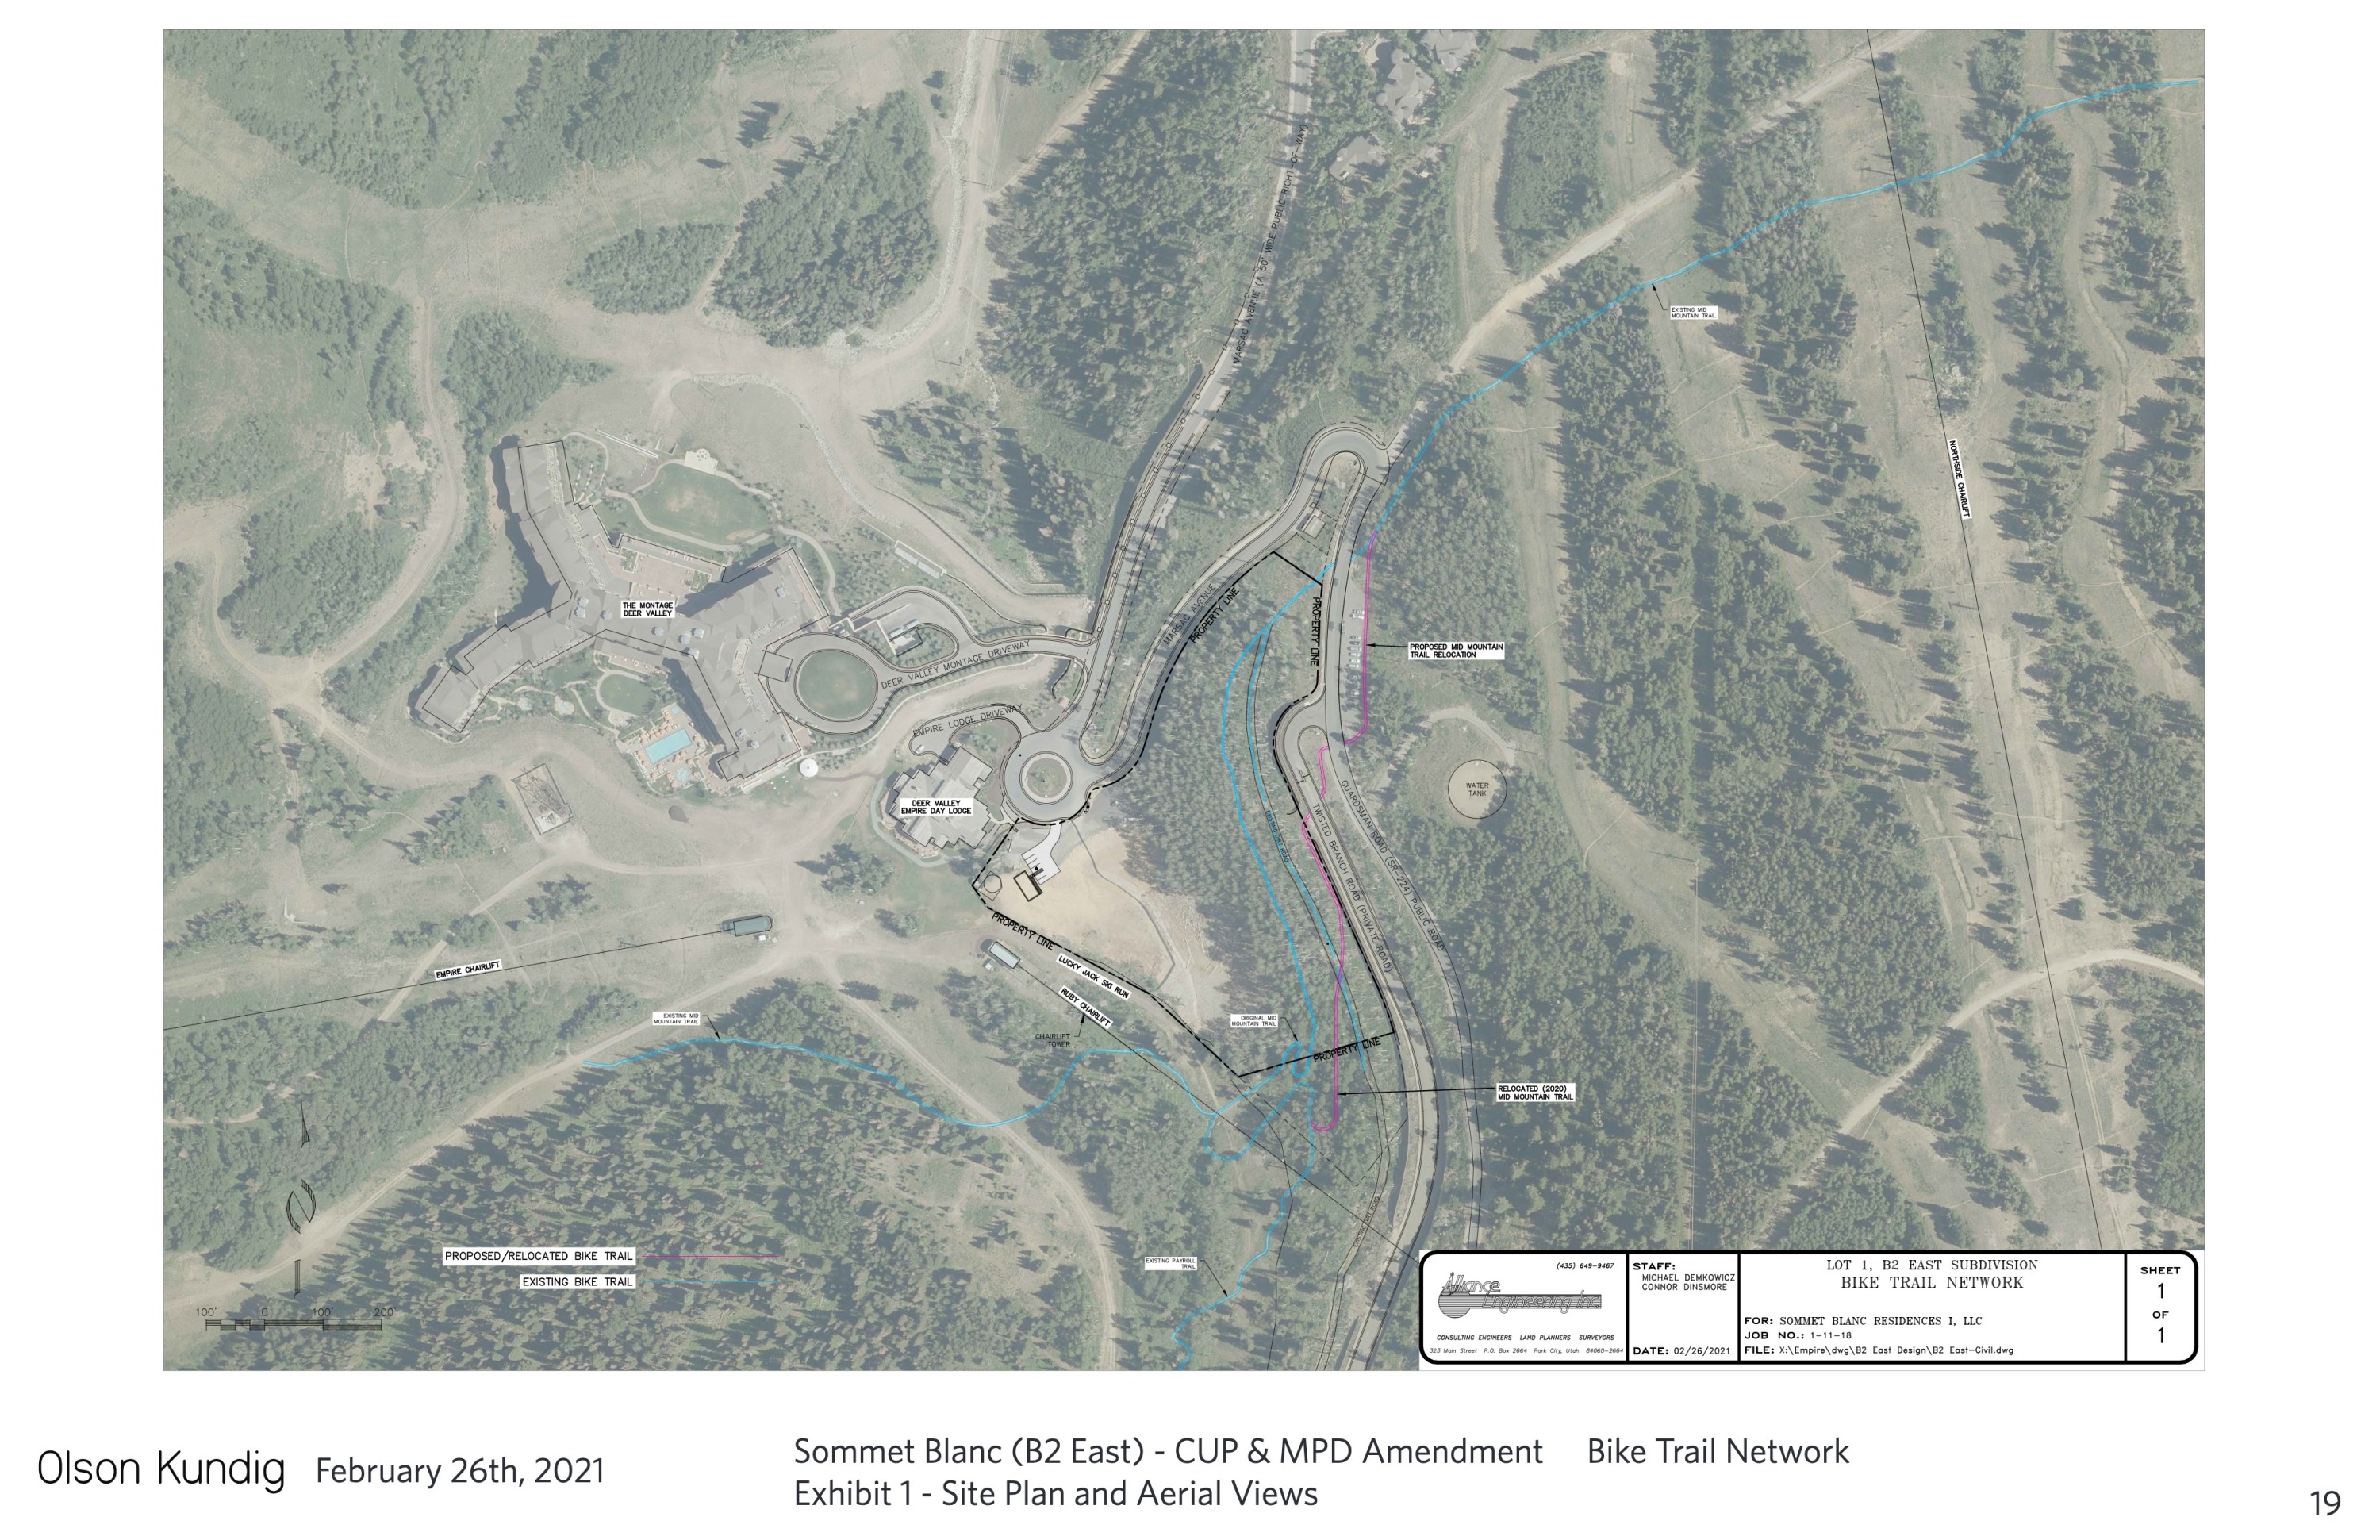 MARSAC AVENUE (A 50' WIDE PUBLIC RIGHT-OF-WAY)
EXISTING MID
MOUNTAIN TRAIL
NORTHSIDE CHAIRLIFT
THE MONTAGE
DEER VALLEY
DEER VALLEY MONTAGE DRIVEWAY
MARSAC AVENUE
PROPERTY LINE
PROPERTY LINE
PROPOSED MID MOUNTAIN
TRAIL RELOCATION
EMPIRE LODGE DRIVEWAY
DEER VALLEY
EMPIRE DAY LODGE
WATER
TANK
GUARDSMAN ROAD (SR-224) PUBLIC ROAD
TWISTED BRANCH ROAD (PRIVATE ROAD)
PROPERTY LINE
LUCKY JACK SKI RUN
RUBY CHAIRLIFT
EMPIRE CHAIRLIFT
EXISTING MID
MOUNTAIN TRAIL
CHAIRLIFT
TOWER
ORIGINAL MID
MOUNTAIN TRAIL
PROPERTY LINE
RELOCATED (2020)
MID MOUNTAIN TRAIL
EXISTING PAYROLL
TRAIL
PROPOSED/RELOCATED BIKE TRAIL
EXISTING BIKE TRAIL
100' 0 100' 200'
(435) 649-9467
Alliance
Engineering Inc
CONSULTING ENGINEERS LAND PLANNERS SURVEYORS
323 Main Street P.O. Box 2664 Park City, Utah 84060-2664
STAFF:
MICHAEL DEMKOWICZ
CONNOR DINSMORE
DATE: 02/26/2021
LOT 1, B2 EAST SUBDIVISION
BIKE TRAIL NETWORK
FOR: SOMMET BLANC RESIDENCES I, LLC
JOB NO.: 1-11-18
FILE: X:\Empire\dwg\B2 East Design\B2 East-Civil.dwg
SHEET
1
OF
1
Olson Kundig February 26th, 2021
Sommet Blanc (B2 East) - CUP & MPD Amendment Bike Trail Network
Exhibit 1 - Site Plan and Aerial Views
19